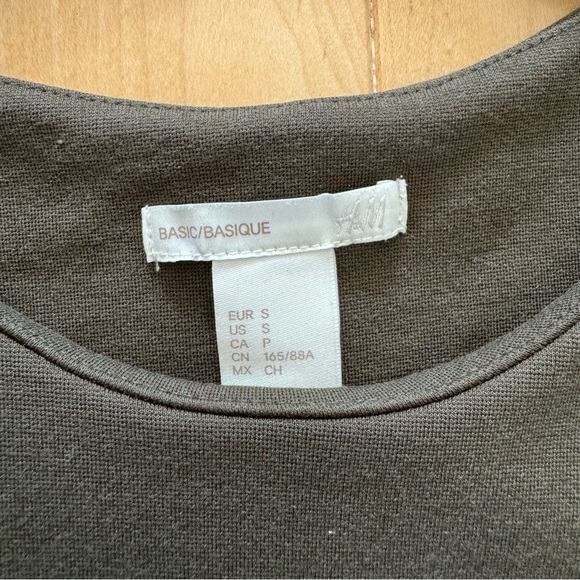 BASIC/BASIQUE H&M
EUR S
US S
CA P
CN 165/88A
MX CH